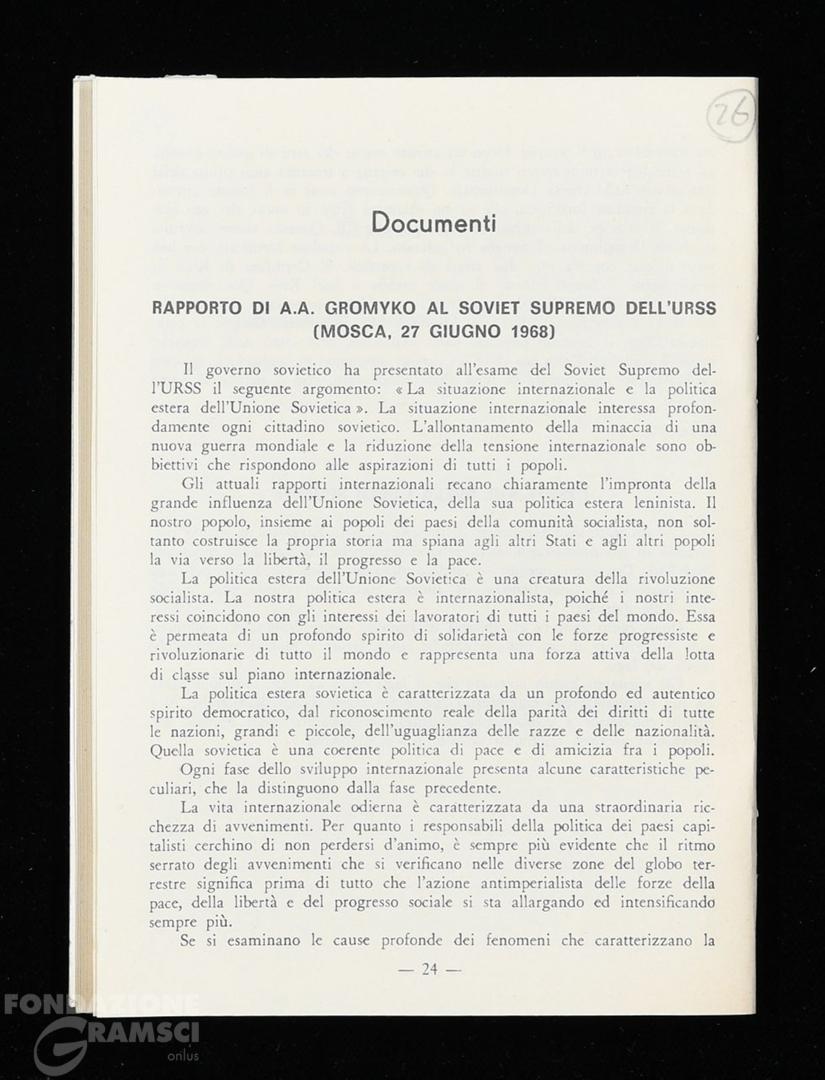 26
Documenti
RAPPORTO DI A.A. GROMYKO AL SOVIET SUPREMO DELL'URSS
(MOSCA, 27 GIUGNO 1968)
Il governo sovietico ha presentato all'esame del Soviet Supremo del-
l'URSS il seguente argomento: « La situazione internazionale e la politica
estera dell'Unione Sovietica ». La situazione internazionale interessa profon-
damente ogni cittadino sovietico. L'allontanamento della minaccia di una
nuova guerra mondiale e la riduzione della tensione internazionale sono ob-
biettivi che rispondono alle aspirazioni di tutti i popoli.
Gli attuali rapporti internazionali recano chiaramente l'impronta della
grande influenza dell'Unione Sovietica, della sua politica estera leninista. Il
nostro popolo, insieme ai popoli dei paesi della comunità socialista, non sol-
tanto costruisce la propria storia ma spiana agli altri Stati e agli altri popoli
la via verso la libertà, il progresso e la pace.
La politica estera dell'Unione Sovietica è una creatura della rivoluzione
socialista. La nostra politica estera è internazionalista, poiché i nostri inte-
ressi coincidono con gli interessi dei lavoratori di tutti i paesi del mondo. Essa
è permeata di un profondo spirito di solidarietà con le forze progressiste e
rivoluzionarie di tutto il mondo e rappresenta una forza attiva della lotta
di classe sul piano internazionale.
La politica estera sovietica è caratterizzata da un profondo ed autentico
spirito democratico, dal riconoscimento reale della parità dei diritti di tutte
le nazioni, grandi e piccole, dell'uguaglianza delle razze e delle nazionalità.
Quella sovietica è una coerente politica di pace e di amicizia fra i popoli.
Ogni fase dello sviluppo internazionale presenta alcune caratteristiche pe-
culiari, che la distinguono dalla fase precedente.
La vita internazionale odierna è caratterizzata da una straordinaria ric-
chezza di avvenimenti. Per quanto i responsabili della politica dei paesi capi-
talisti cerchino di non perdersi d'animo, è sempre più evidente che il ritmo
serrato degli avvenimenti che si verificano nelle diverse zone del globo ter-
restre significa prima di tutto che l'azione antimperialista delle forze della
pace, della libertà e del progresso sociale si sta allargando ed intensificando
sempre più.
Se si esaminano le cause profonde dei fenomeni che caratterizzano la
— 24 —
FONDAZIONE
GRAMSCI
onlus